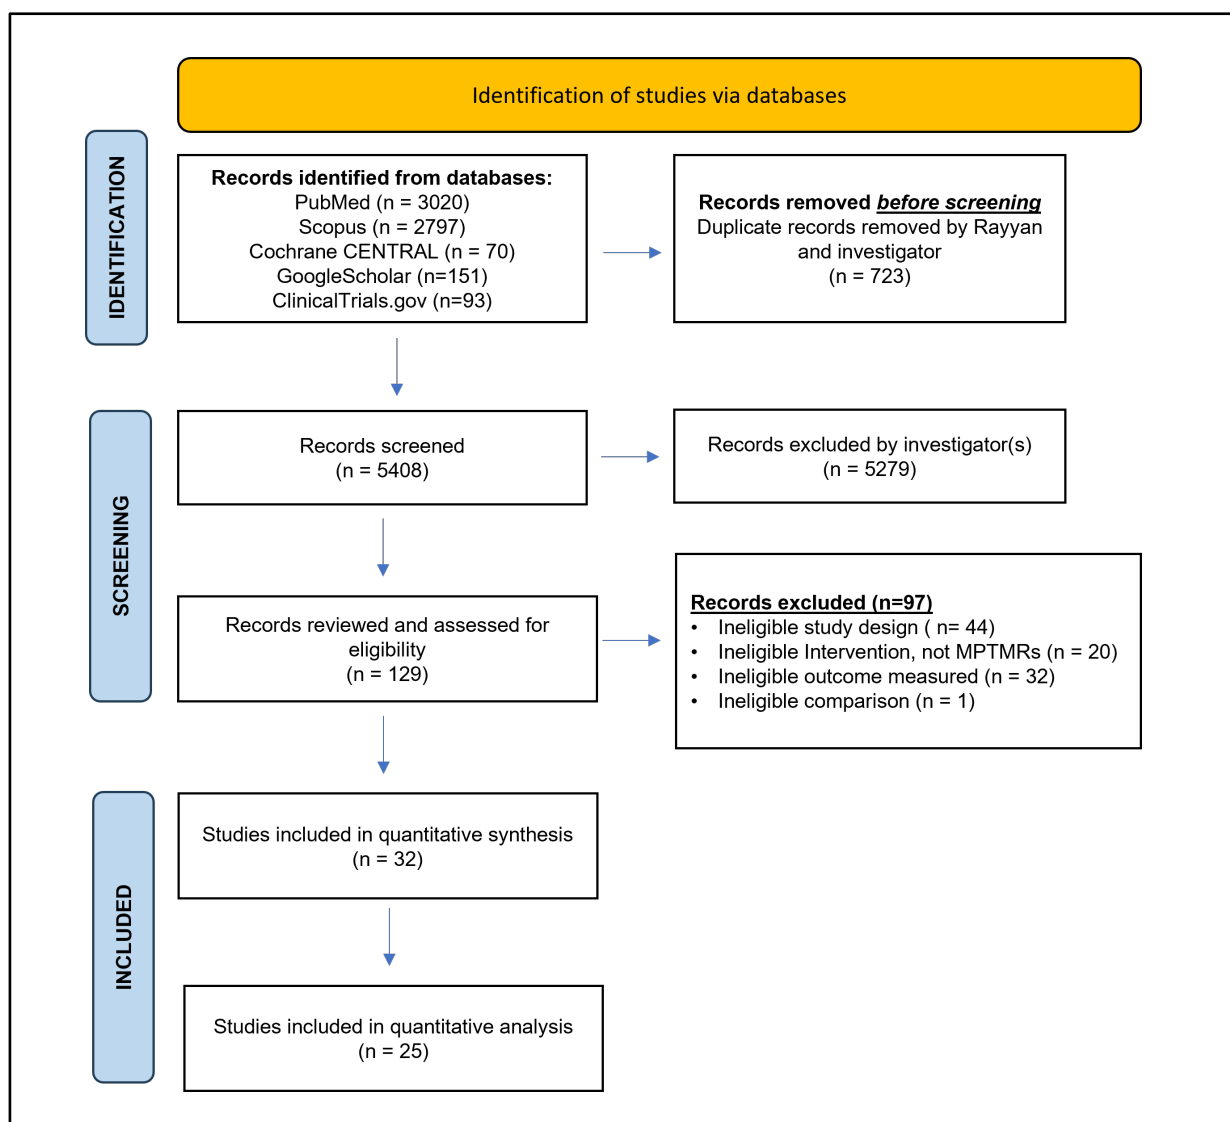 Identification of studies via databases
IDENTIFICATION
Records identified from databases:
PubMed (n = 3020)
Scopus (n = 2797)
Cochrane CENTRAL (n = 70)
GoogleScholar (n=151)
ClinicalTrials.gov (n=93)
Records removed before screening
Duplicate records removed by Rayyan
and investigator
(n = 723)
SCREENING
Records screened
(n = 5408)
Records excluded by investigator(s)
(n = 5279)
Records reviewed and assessed for
eligibility
(n = 129)
Records excluded (n=97)
• Ineligible study design ( n= 44)
• Ineligible Intervention, not MPTMRs (n = 20)
• Ineligible outcome measured (n = 32)
• Ineligible comparison (n = 1)
INCLUDED
Studies included in quantitative synthesis
(n = 32)
Studies included in quantitative analysis
(n = 25)